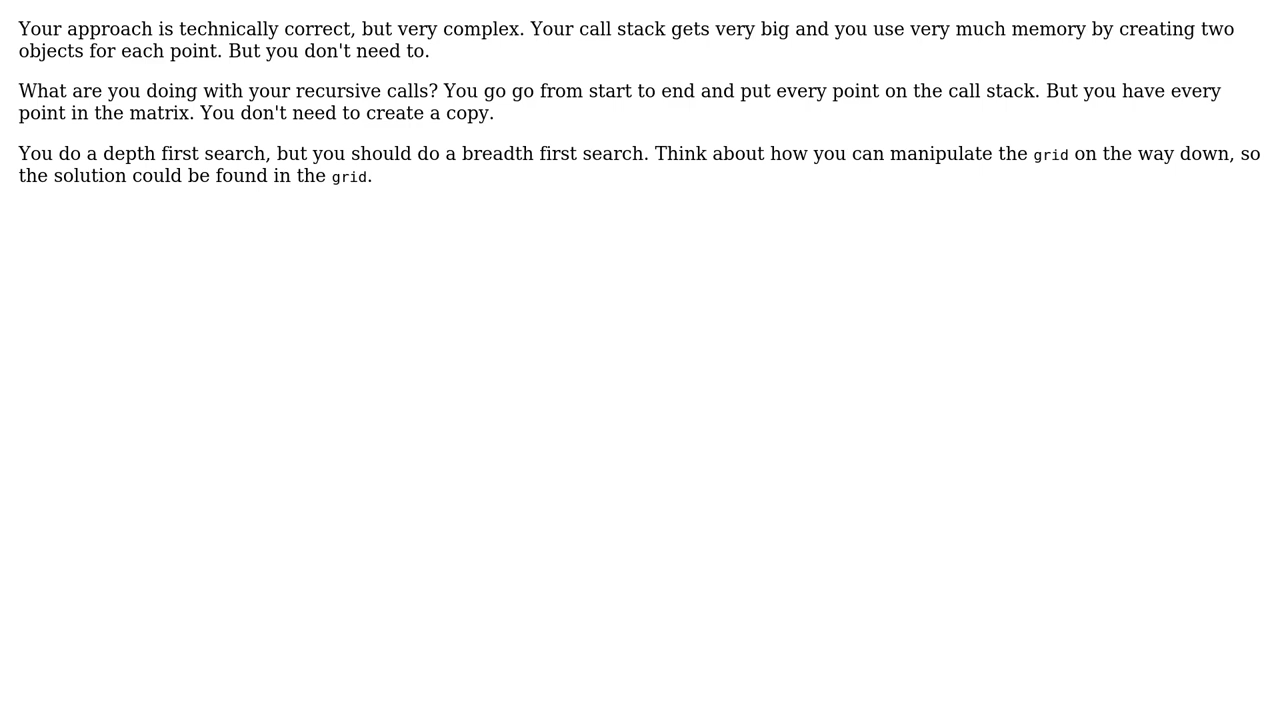 Your approach is technically correct, but very complex. Your call stack gets very big and you use very much memory by creating two
objects for each point. But you don't need to.
What are you doing with your recursive calls? You go go from start to end and put every point on the call stack. But you have every
point in the matrix. You don't need to create a copy.
You do a depth first search, but you should do a breadth first search. Think about how you can manipulate the grid on the way down, so
the solution could be found in the grid.